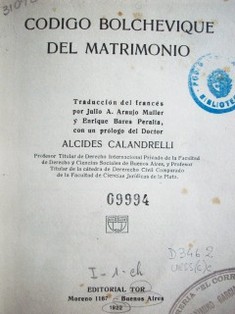 CODIGO BOLCHEVIQUE
DEL MATRIMONIO
Traducción del francés
por Julio A. Araujo Muller
y Enrique Bares Peralta,
con un prólogo del Doctor
ALCIDES CALANDRELLI
Profesor Titular de Derecho Internacional Privado de la Facultad
de Derecho y Ciencias Sociales de Buenos Aires, y Profesor
Titular de la cátedra de Derecho Civil Comparado
de la Facultad de Ciencias Jurídicas de la Plata.
09994
D3462
I-1-ch
EDITORIAL TOR
Moreno 1167 Buenos Aires
1922